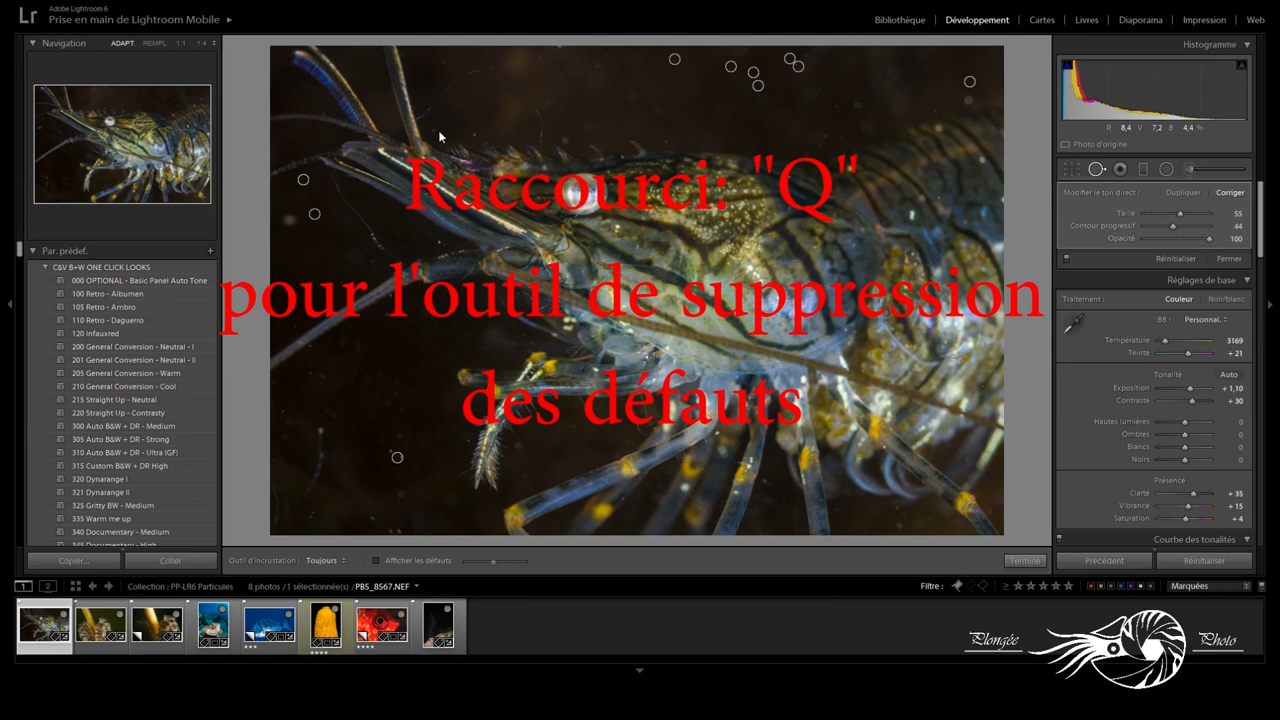 Adobe Lightroom 6
Lr
Prise en main de Lightroom Mobile
Bibliothèque | Développement | Cartes | Livres | Diaporama | Impression | Web
Navigation ADAPT. REMPL. 1:1 1:4
Histogramme
R 8,4 V 7,2 B 4,4 %
Photo d'origine
Modifier le ton direct : Dupliquer Corriger
Taille 55
Contour progressif 44
Opacité 100
Réinitialiser Fermer
Réglages de base
Traitement : Couleur Noir/blanc
BB : Personnal.
Température 3169
Teinte + 21
Tonalité Auto
Exposition + 1,10
Contraste + 30
Hautes lumières 0
Ombres 0
Blancs 0
Noirs 0
Présence
Clarté + 35
Vibrance + 15
Saturation + 4
Courbe des tonalités
Précédent Réinitialiser
Par. prédef. +
C&V B+W ONE CLICK LOOKS
000 OPTIONAL - Basic Panel Auto Tone
100 Retro - Albumen
105 Retro - Ambro
110 Retro - Daguerro
120 Infauxred
200 General Conversion - Neutral - I
201 General Conversion - Neutral - II
205 General Conversion - Warm
210 General Conversion - Cool
215 Straight Up - Neutral
220 Straight Up - Contrasty
300 Auto B&W + DR - Medium
305 Auto B&W + DR - Strong
310 Auto B&W + DR - Ultra (GF)
315 Custom B&W + DR High
320 Dynarange I
321 Dynarange II
325 Gritty BW - Medium
335 Warm me up
340 Documentary - Medium
345 Documentary - High
Copier... Coller
Raccourci: "Q"
pour l'outil de suppression
des défauts
Outil d'incrustation : Toujours Afficher les défauts Terminé
1 2 Collection : PP-LR6 Particules 8 photos /1 sélectionnée(s) /PB5_8567.NEF
Filtre : ≥ ★★★★★ Marquées
★★★
★★★★
★★★★
Plongée Photo